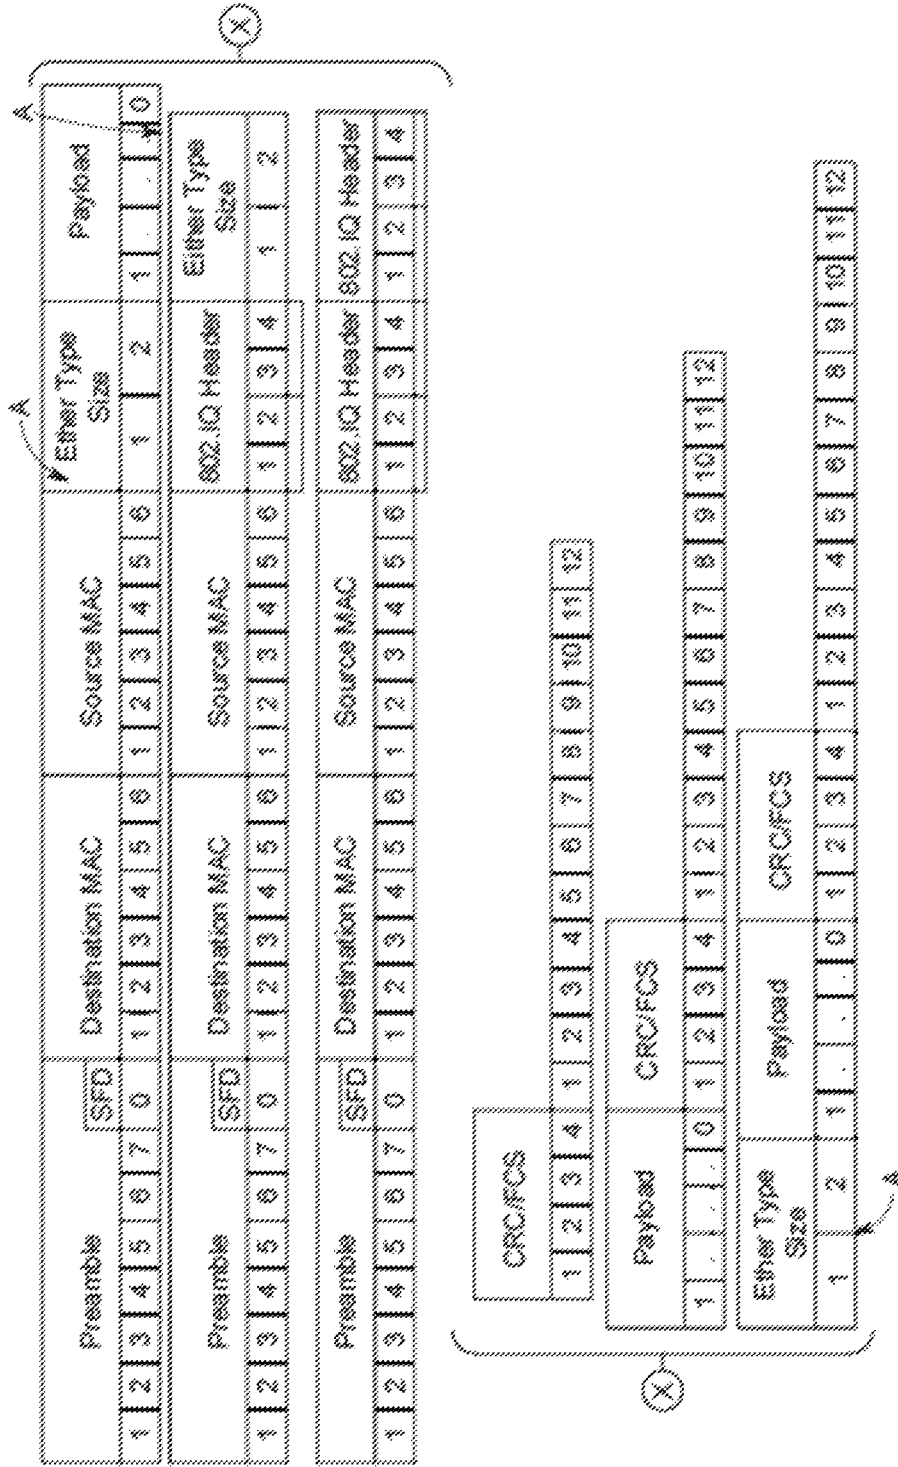 A A
Preamble SFD Destination MAC Source MAC Ether Type Size Payload
1 2 3 4 5 6 7 0 1 2 3 4 5 6 1 2 3 4 5 6 1 2 1 . . . 0
Preamble SFD Destination MAC Source MAC 802.IQ Header Either Type Size
1 2 3 4 5 6 7 0 1 2 3 4 5 6 1 2 3 4 5 6 1 2 3 4 1 2
X
Preamble SFD Destination MAC Source MAC 802.IQ Header 802.IQ Header
1 2 3 4 5 6 7 0 1 2 3 4 5 6 1 2 3 4 5 6 1 2 3 4 1 2 3 4
CRC/FCS
1 2 3 4 1 2 3 4 5 6 7 8 9 10 11 12
X
Payload CRC/FCS
1 . . . 0 1 2 3 4 1 2 3 4 5 6 7 8 9 10 11 12
Ether Type Size Payload CRC/FCS
1 2 1 . . . 0 1 2 3 4 1 2 3 4 5 6 7 8 9 10 11 12
A